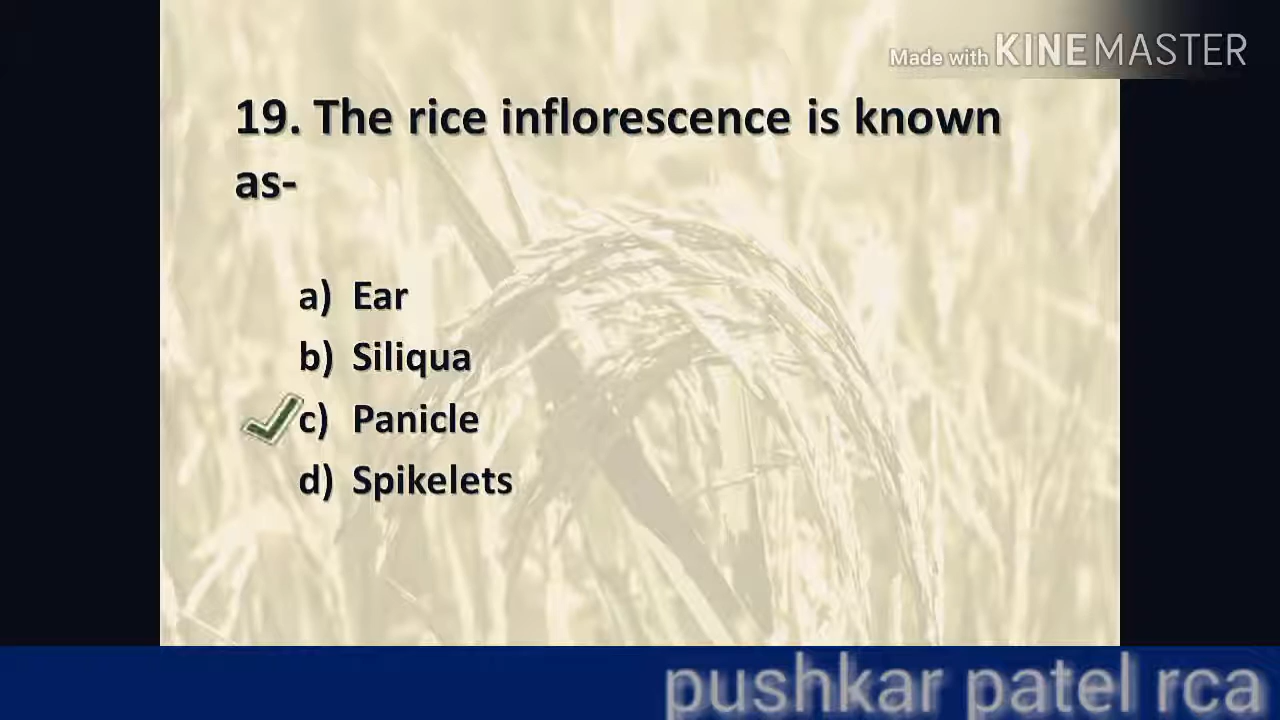 Made with KINEMASTER
19. The rice inflorescence is known
as-
a) Ear
b) Siliqua
c) Panicle
d) Spikelets
pushkar patel rca